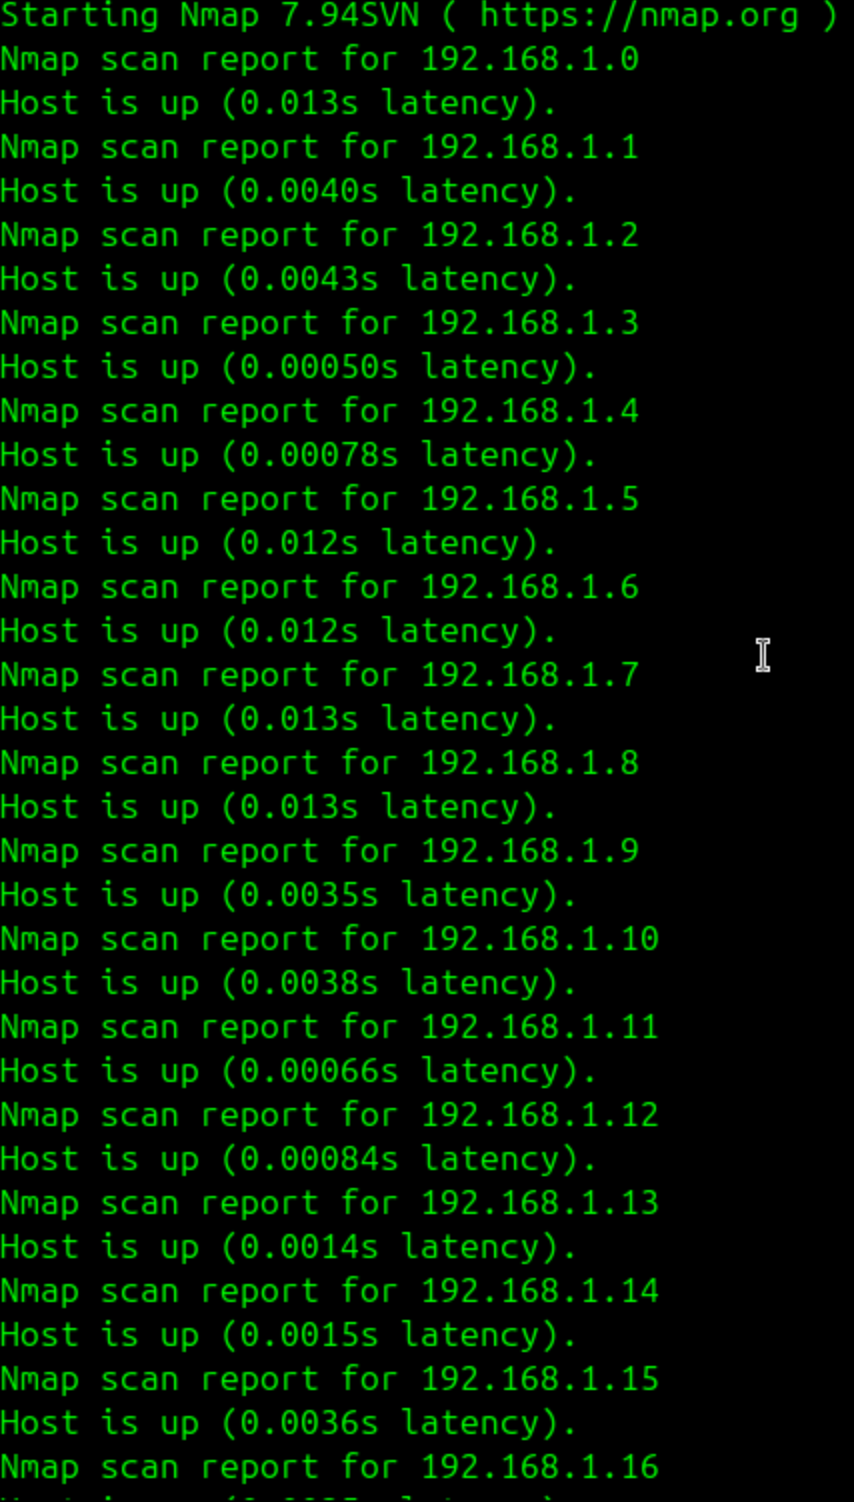 Starting Nmap 7.94SVN ( https://nmap.org )
Nmap scan report for 192.168.1.0
Host is up (0.013s latency).
Nmap scan report for 192.168.1.1
Host is up (0.0040s latency).
Nmap scan report for 192.168.1.2
Host is up (0.0043s latency).
Nmap scan report for 192.168.1.3
Host is up (0.00050s latency).
Nmap scan report for 192.168.1.4
Host is up (0.00078s latency).
Nmap scan report for 192.168.1.5
Host is up (0.012s latency).
Nmap scan report for 192.168.1.6
Host is up (0.012s latency).
Nmap scan report for 192.168.1.7
Host is up (0.013s latency).
Nmap scan report for 192.168.1.8
Host is up (0.013s latency).
Nmap scan report for 192.168.1.9
Host is up (0.0035s latency).
Nmap scan report for 192.168.1.10
Host is up (0.0038s latency).
Nmap scan report for 192.168.1.11
Host is up (0.00066s latency).
Nmap scan report for 192.168.1.12
Host is up (0.00084s latency).
Nmap scan report for 192.168.1.13
Host is up (0.0014s latency).
Nmap scan report for 192.168.1.14
Host is up (0.0015s latency).
Nmap scan report for 192.168.1.15
Host is up (0.0036s latency).
Nmap scan report for 192.168.1.16